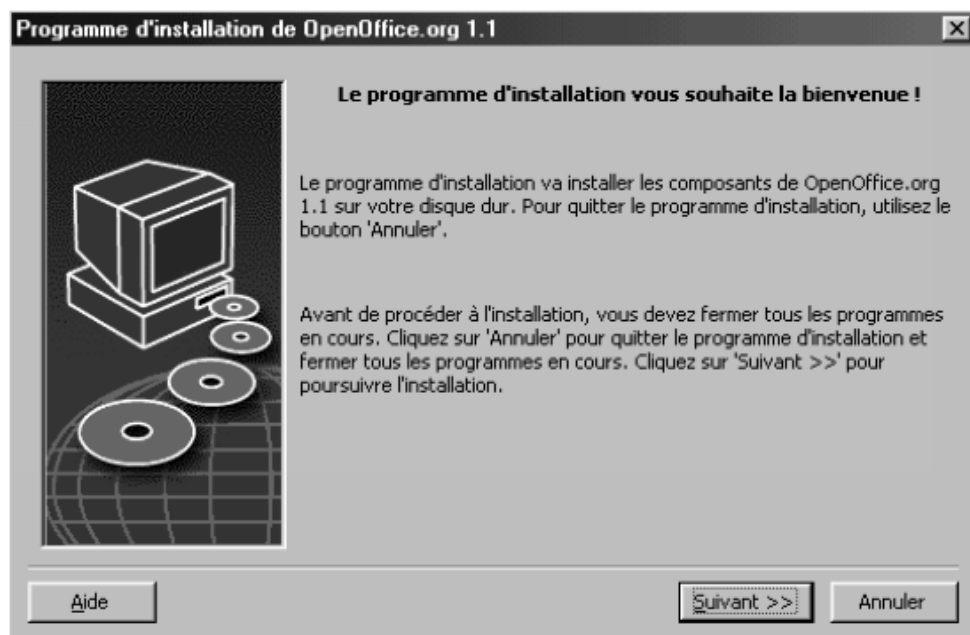 Programme d'installation de OpenOffice.org 1.1
Le programme d'installation vous souhaite la bienvenue !
Le programme d'installation va installer les composants de OpenOffice.org
1.1 sur votre disque dur. Pour quitter le programme d'installation, utilisez le
bouton 'Annuler'.
Avant de procéder à l'installation, vous devez fermer tous les programmes
en cours. Cliquez sur 'Annuler' pour quitter le programme d'installation et
fermer tous les programmes en cours. Cliquez sur 'Suivant >>' pour
poursuivre l'installation.
Aide
Suivant >>
Annuler